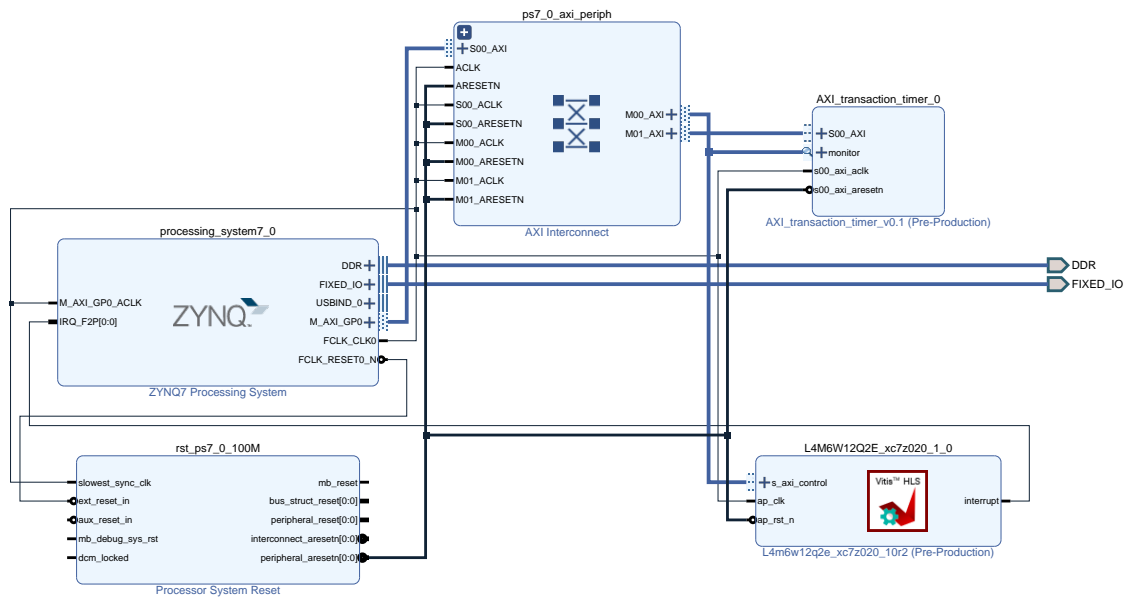 ps7_0_axi_periph
S00_AXI
ACLK
ARESETN
S00_ACLK
S00_ARESETN
M00_ACLK
M00_ARESETN
M01_ACLK
M01_ARESETN
M00_AXI
M01_AXI
AXI Interconnect
AXI_transaction_timer_0
S00_AXI
monitor
s00_axi_aclk
s00_axi_aresetn
AXI_transaction_timer_v0.1 (Pre-Production)
processing_system7_0
M_AXI_GP0_ACLK
IRQ_F2P[0:0]
ZYNQ
DDR
FIXED_IO
USBIND_0
M_AXI_GP0
FCLK_CLK0
FCLK_RESET0_N
ZYNQ7 Processing System
DDR
FIXED_IO
rst_ps7_0_100M
slowest_sync_clk
ext_reset_in
aux_reset_in
mb_debug_sys_rst
dcm_locked
mb_reset
bus_struct_reset[0:0]
peripheral_reset[0:0]
interconnect_aresetn[0:0]
peripheral_aresetn[0:0]
Processor System Reset
L4M6W12Q2E_xc7z020_1_0
s_axi_control
ap_clk
ap_rst_n
Vitis™ HLS
interrupt
L4m6w12q2e_xc7z020_10r2 (Pre-Production)